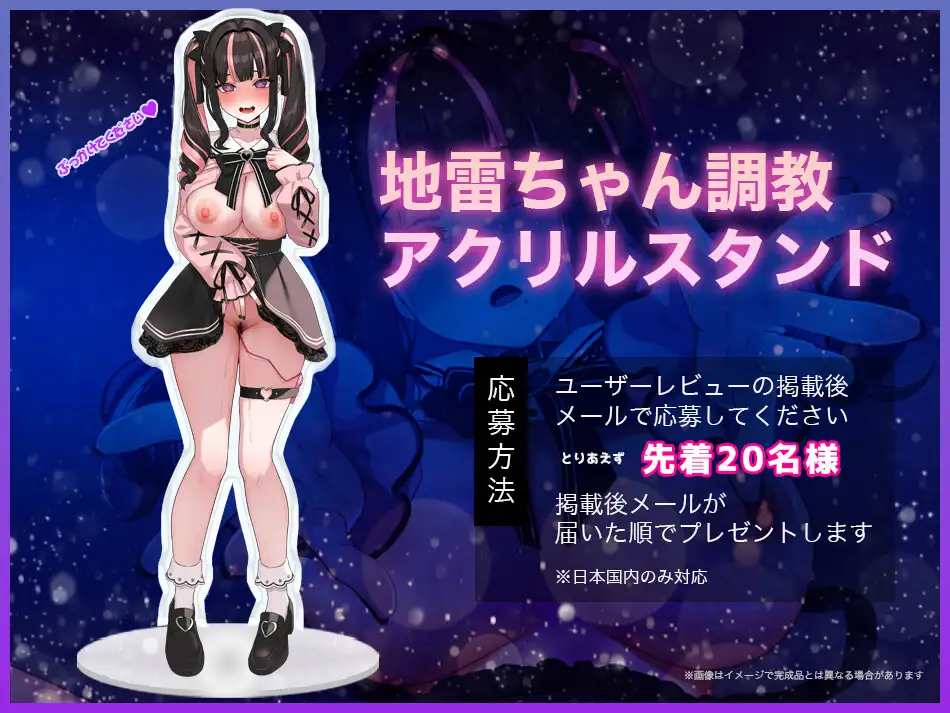 ぶっかけてください♥
地雷ちゃん調教
アクリルスタンド
応募方法
ユーザーレビューの掲載後
メールで応募してください
とりあえず 先着20名様
掲載後メールが
届いた順でプレゼントします
※日本国内のみ対応
※画像はイメージで完成品とは異なる場合があります